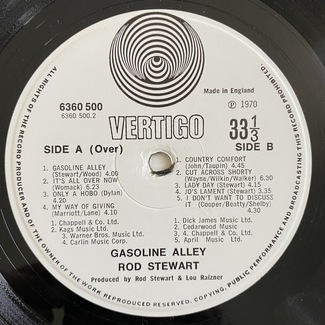 ALL RIGHTS OF THE RECORD PRODUCER AND OF THE OWNER OF THE WORK REPRODUCED RESERVED. COPYING, PUBLIC PERFORMANCE AND BROADCASTING THIS RECORD PROHIBITED.
Made in England
6360 500
6360 500.2
℗ 1970
VERTIGO
33 1/3
SIDE A (Over)
SIDE B
1. GASOLINE ALLEY
(Stewart/Wood) 4.00
2. IT'S ALL OVER NOW
(Womack) 6.23
3. ONLY A HOBO (Dylan)
4.20
4. MY WAY OF GIVING
(Marriott/Lane) 4.10
1. Chappell & Co. Ltd.
2. Kags Music Ltd.
3. Warner Bros. Music Ltd.
4. Carlin Music Corp.
1. COUNTRY COMFORT
(John/Taupin) 4.45
2. CUT ACROSS SHORTY
(Wayne/Wilkin/Walker) 6.30
3. LADY DAY (Stewart) 4.15
4. JO'S LAMENT (Stewart) 3.35
5. I DON'T WANT TO DISCUSS
IT (Cooper/Beatty/Shelby)
4.30
1. Dick James Music Ltd.
2. Cedarwood Music
3. 4. Chappell & Co. Ltd.
5. April Music Ltd.
GASOLINE ALLEY
ROD STEWART
Produced by Rod Stewart & Lou Raizner